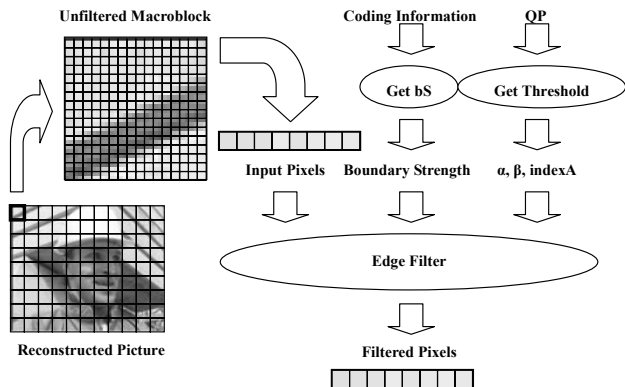 Unfiltered Macroblock
Coding Information
QP
Get bS
Get Threshold
Input Pixels
Boundary Strength
α, β, indexA
Edge Filter
Reconstructed Picture
Filtered Pixels